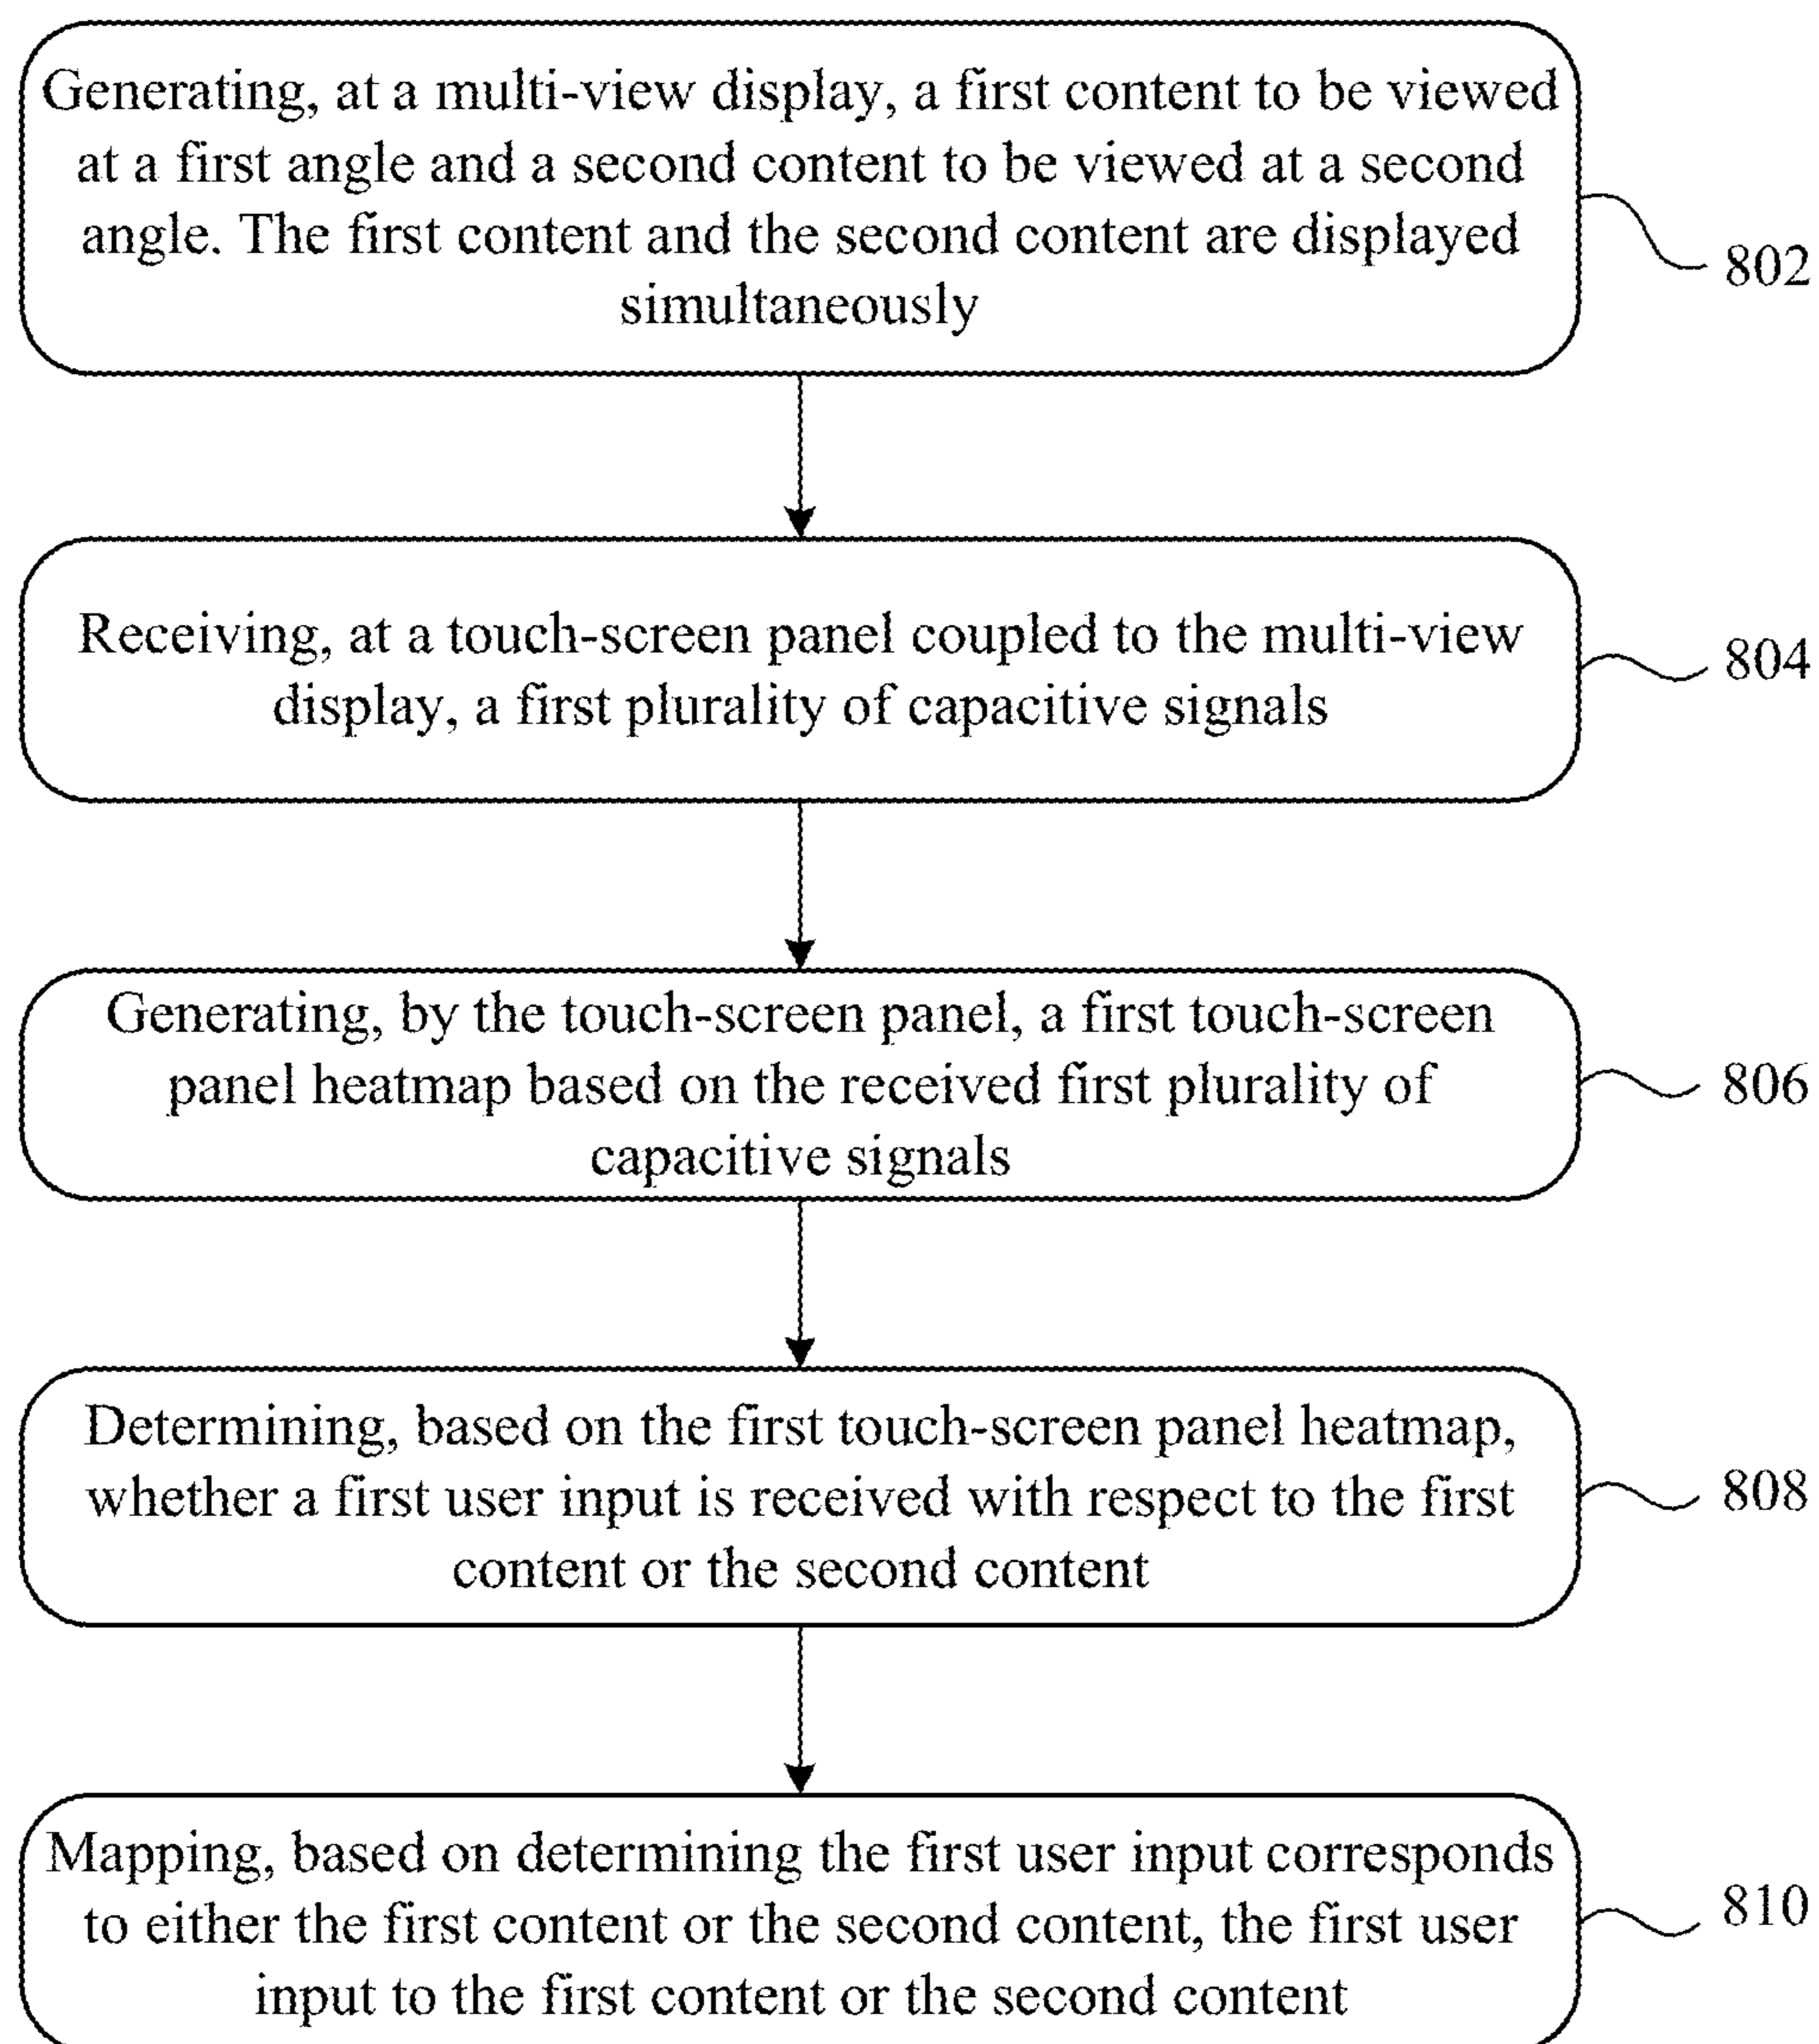 Generating, at a multi-view display, a first content to be viewed
at a first angle and a second content to be viewed at a second
angle. The first content and the second content are displayed
simultaneously
802
Receiving, at a touch-screen panel coupled to the multi-view
display, a first plurality of capacitive signals
804
Generating, by the touch-screen panel, a first touch-screen
panel heatmap based on the received first plurality of
capacitive signals
806
Determining, based on the first touch-screen panel heatmap,
whether a first user input is received with respect to the first
content or the second content
808
Mapping, based on determining the first user input corresponds
to either the first content or the second content, the first user
input to the first content or the second content
810